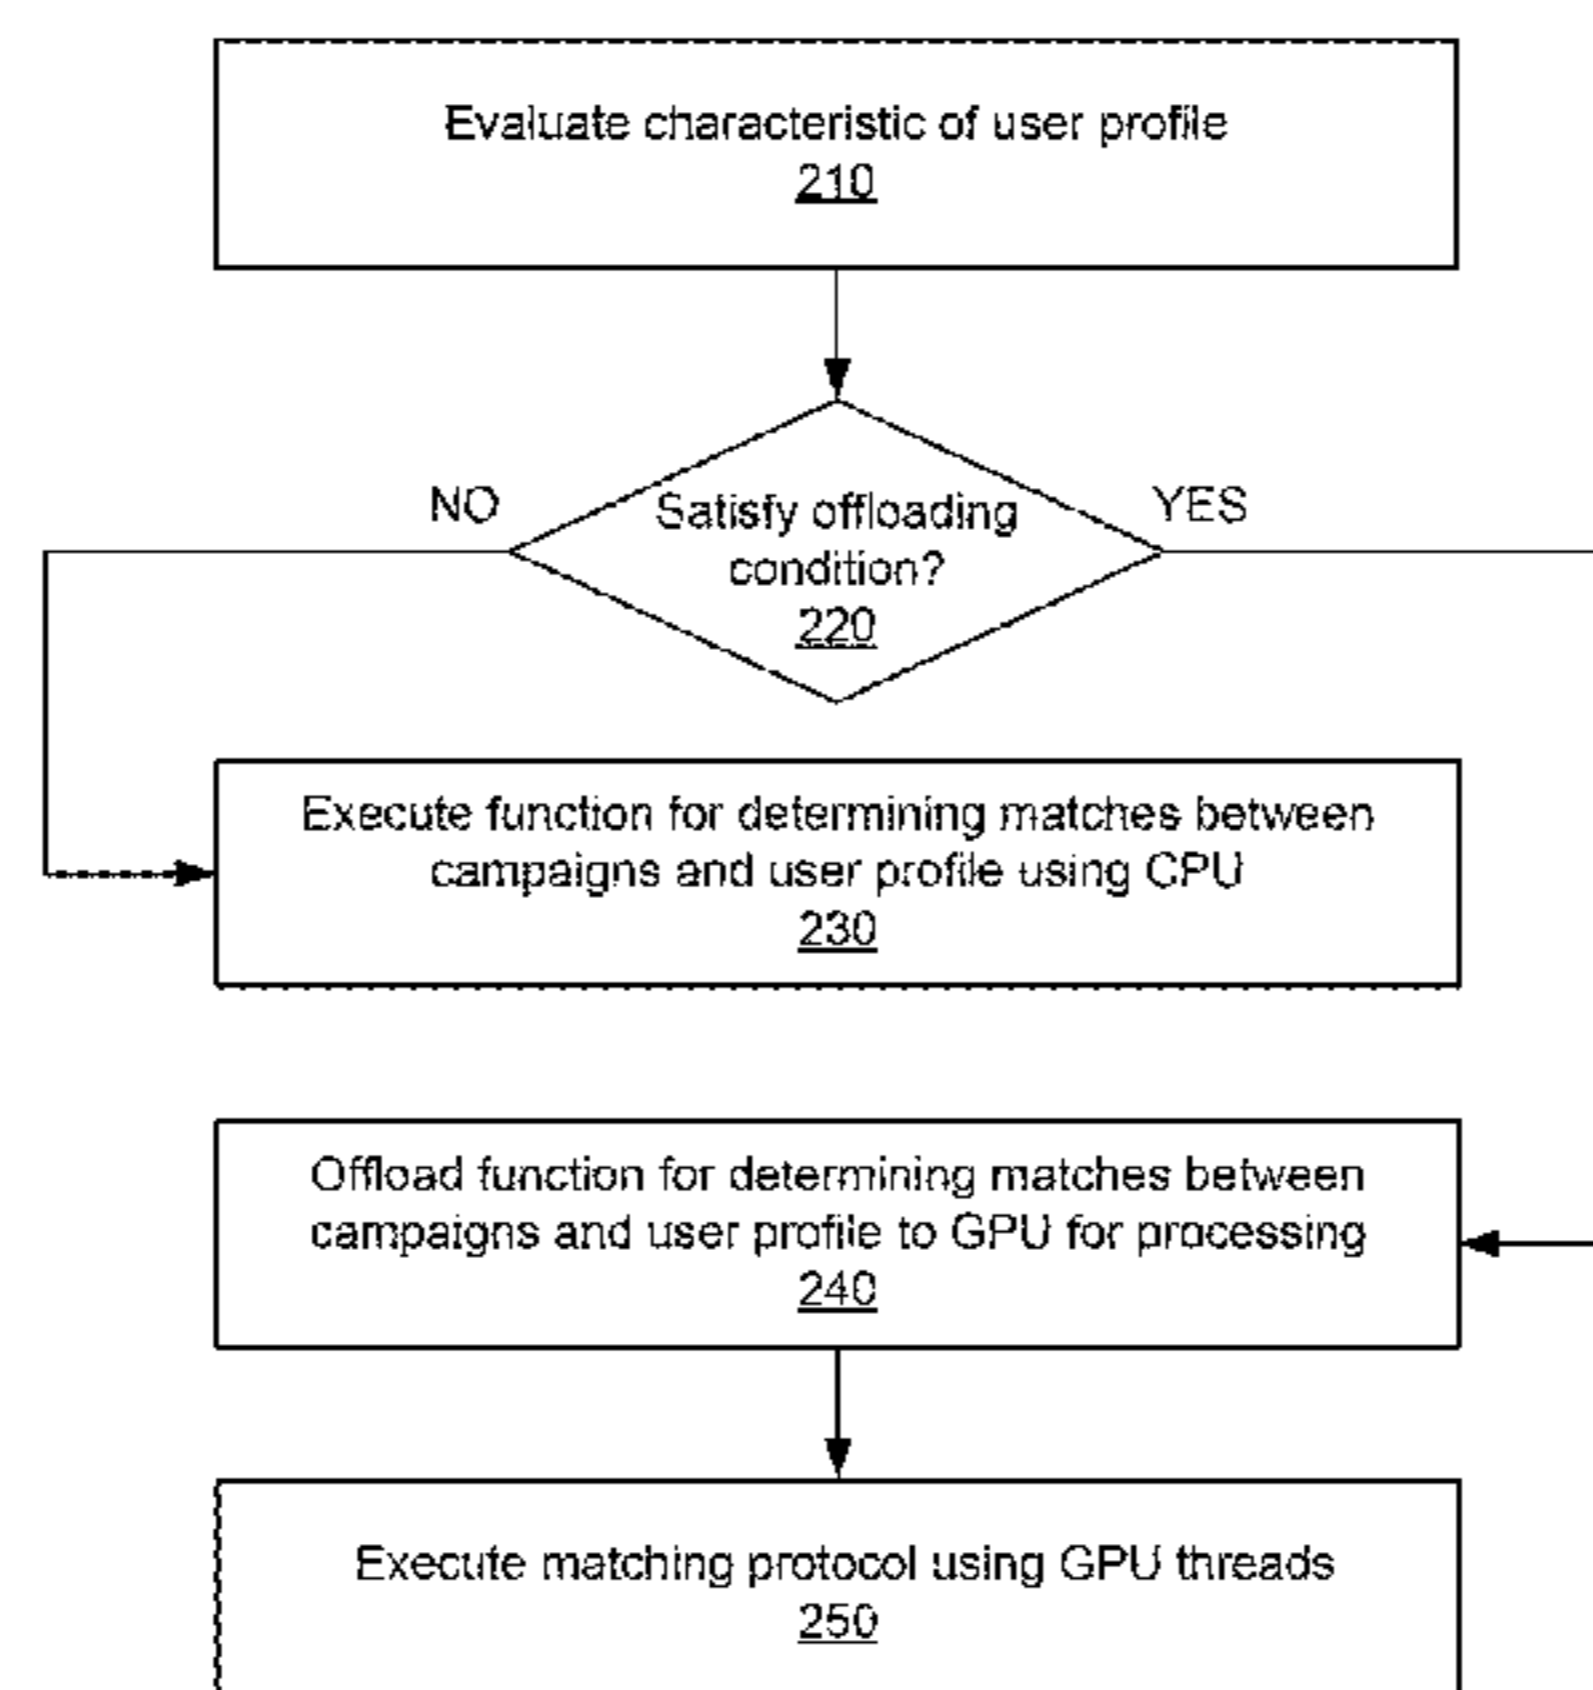 Evaluate characteristic of user profile
210
NO
YES
Satisfy offloading
condition?
220
Execute function for determining matches between
campaigns and user profile using CPU
230
Offload function for determining matches between
campaigns and user profile to GPU for processing
240
Execute matching protocol using GPU threads
250